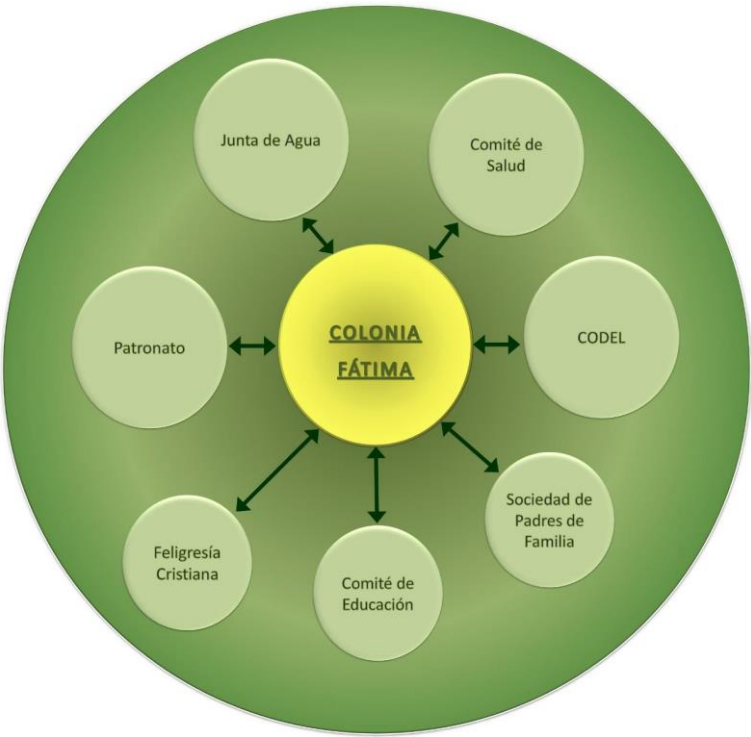 Junta de Agua
Comité de
Salud
Patronato
COLONIA
FÁTIMA
CODEL
Feligresía
Cristiana
Comité de
Educación
Sociedad de
Padres de
Familia